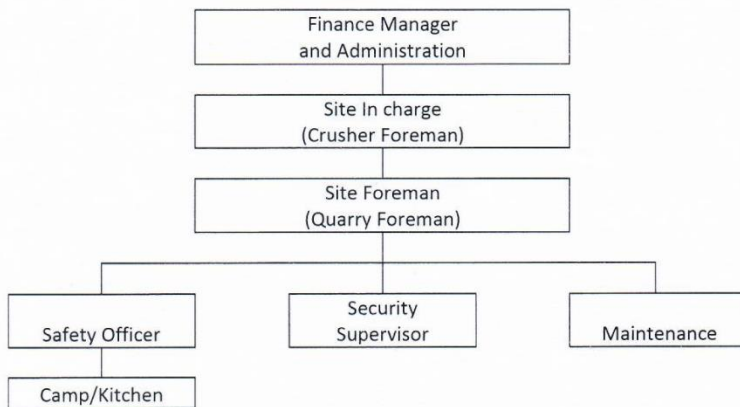 Finance Manager
and Administration
Site In charge
(Crusher Foreman)
Site Foreman
(Quarry Foreman)
Safety Officer
Security
Supervisor
Maintenance
Camp/Kitchen